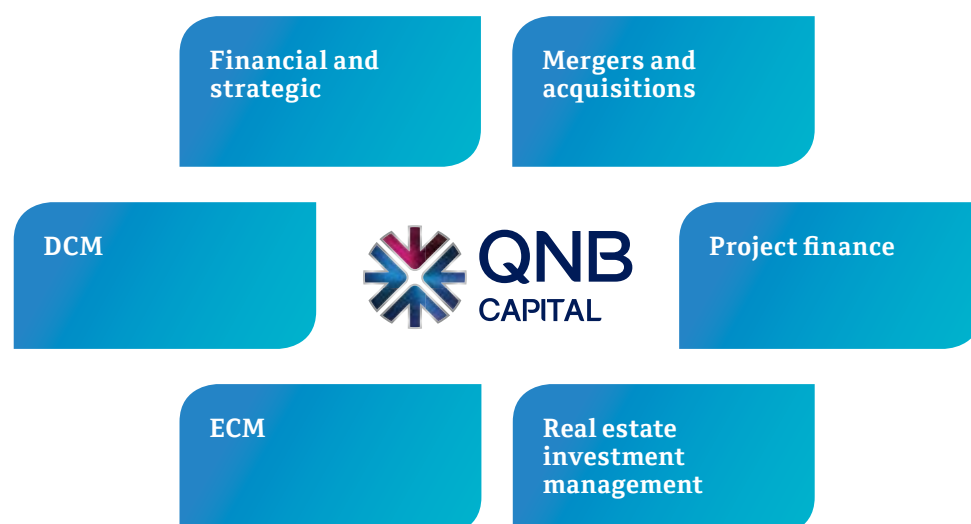 Financial and
strategic
Mergers and
acquisitions
DCM
QNB
CAPITAL
Project finance
ECM
Real estate
investment
management